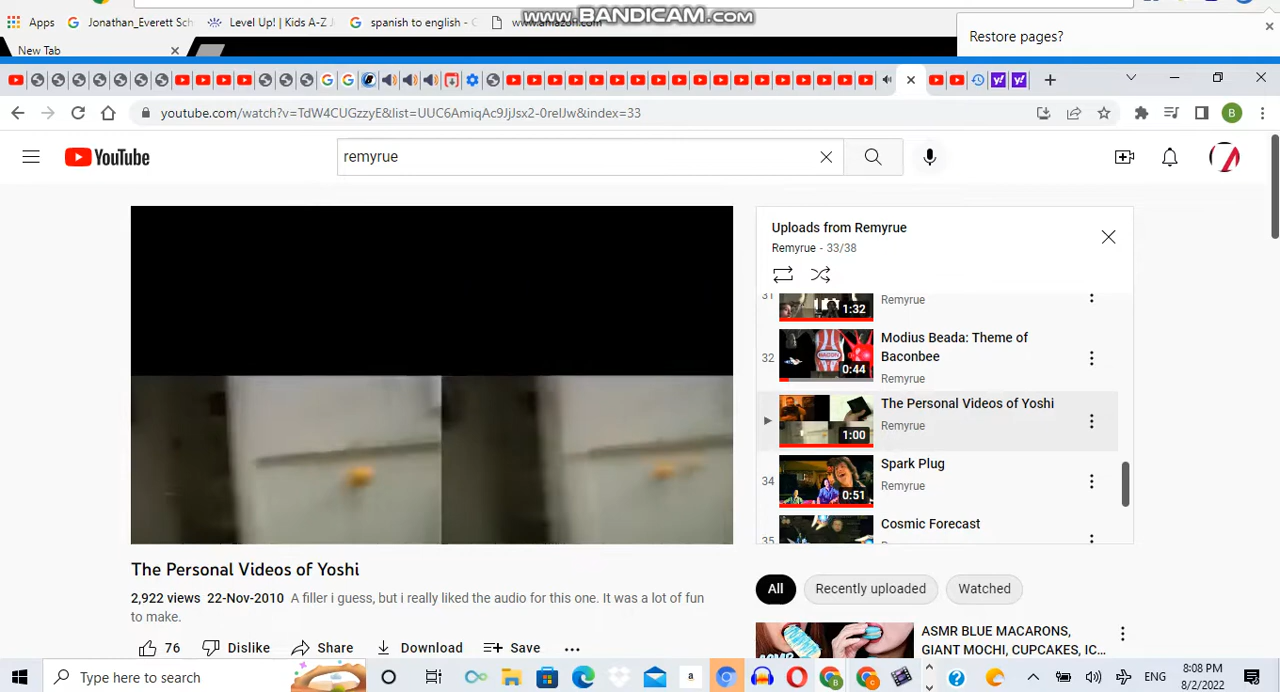 Apps
Jonathan_Everett Sch
Level Up! | Kids A-Z
spanish to english -
www.amazon.com
www.BANDICAM.com
Restore pages?
New Tab
youtube.com/watch?v=TdW4CUGzzyE&list=UUC6AmiqAc9JjJsx2-0reIJw&index=33
B
YouTube
remyrue
Uploads from Remyrue
Remyrue - 33/38
31
1:32
Remyrue
32
0:44
Modius Beada: Theme of
Baconbee
Remyrue
1:00
The Personal Videos of Yoshi
Remyrue
34
0:51
Spark Plug
Remyrue
35
Cosmic Forecast
The Personal Videos of Yoshi
2,922 views 22-Nov-2010 A filler i guess, but i really liked the audio for this one. It was a lot of fun
to make.
76
Dislike
Share
Download
Save
All
Recently uploaded
Watched
ASMR BLUE MACARONS,
GIANT MOCHI, CUPCAKES, IC...
Type here to search
ENG
8:08 PM
8/2/2022